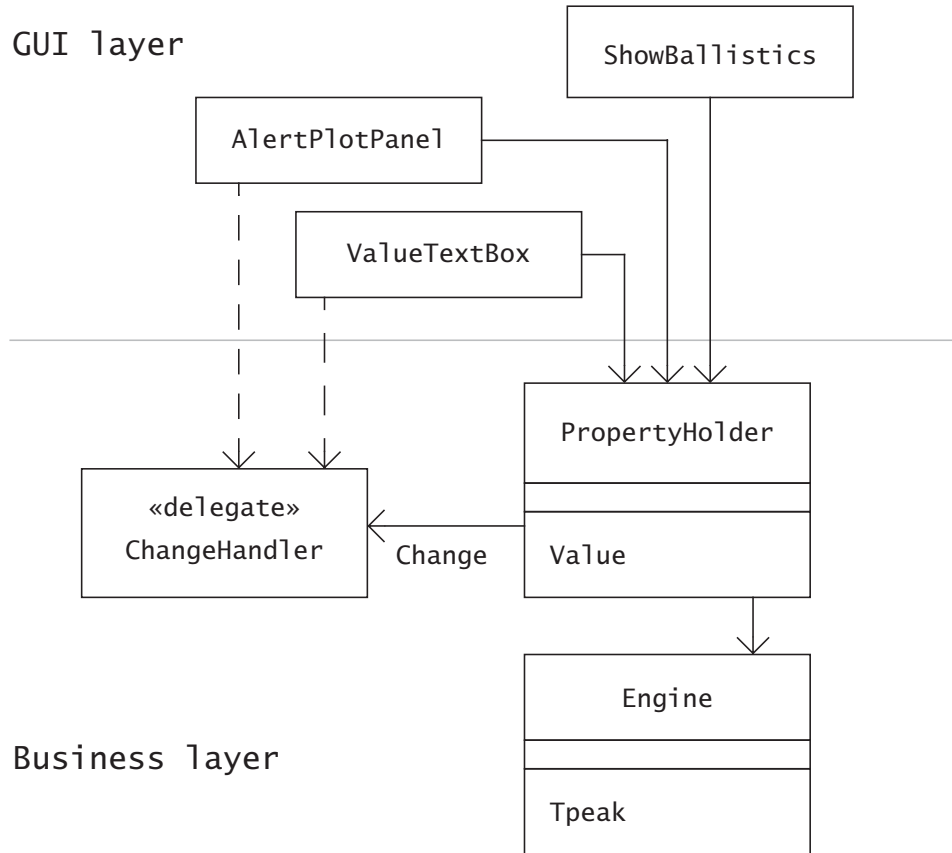 GUI layer
ShowBallistics
AlertPlotPanel
ValueTextBox
PropertyHolder
«delegate»
ChangeHandler
Change
Value
Engine
Business layer
Tpeak